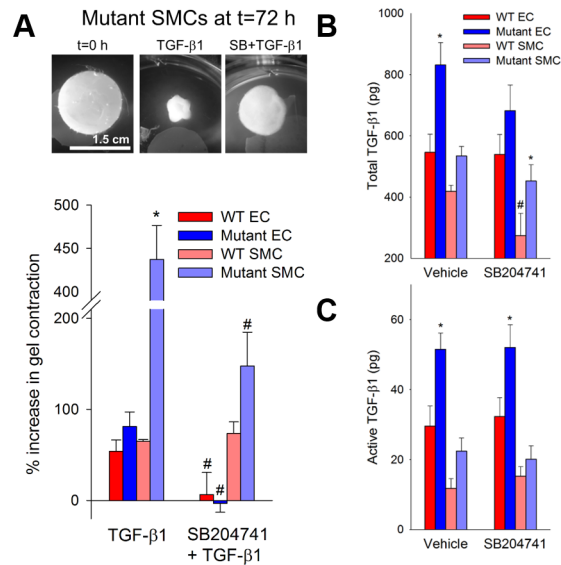 A
Mutant SMCs at t=72 h
t=0 h
TGF-β1
SB+TGF-β1
1.5 cm
% increase in gel contraction
500
450
400
200
100
0
*
#
#
#
WT EC
Mutant EC
WT SMC
Mutant SMC
TGF-β1
SB204741
+ TGF-β1
B
Total TGF-β1 (pg)
1000
800
600
400
200
*
#
*
WT EC
Mutant EC
WT SMC
Mutant SMC
Vehicle
SB204741
C
Active TGF-β1 (pg)
60
40
20
0
*
*
Vehicle
SB204741